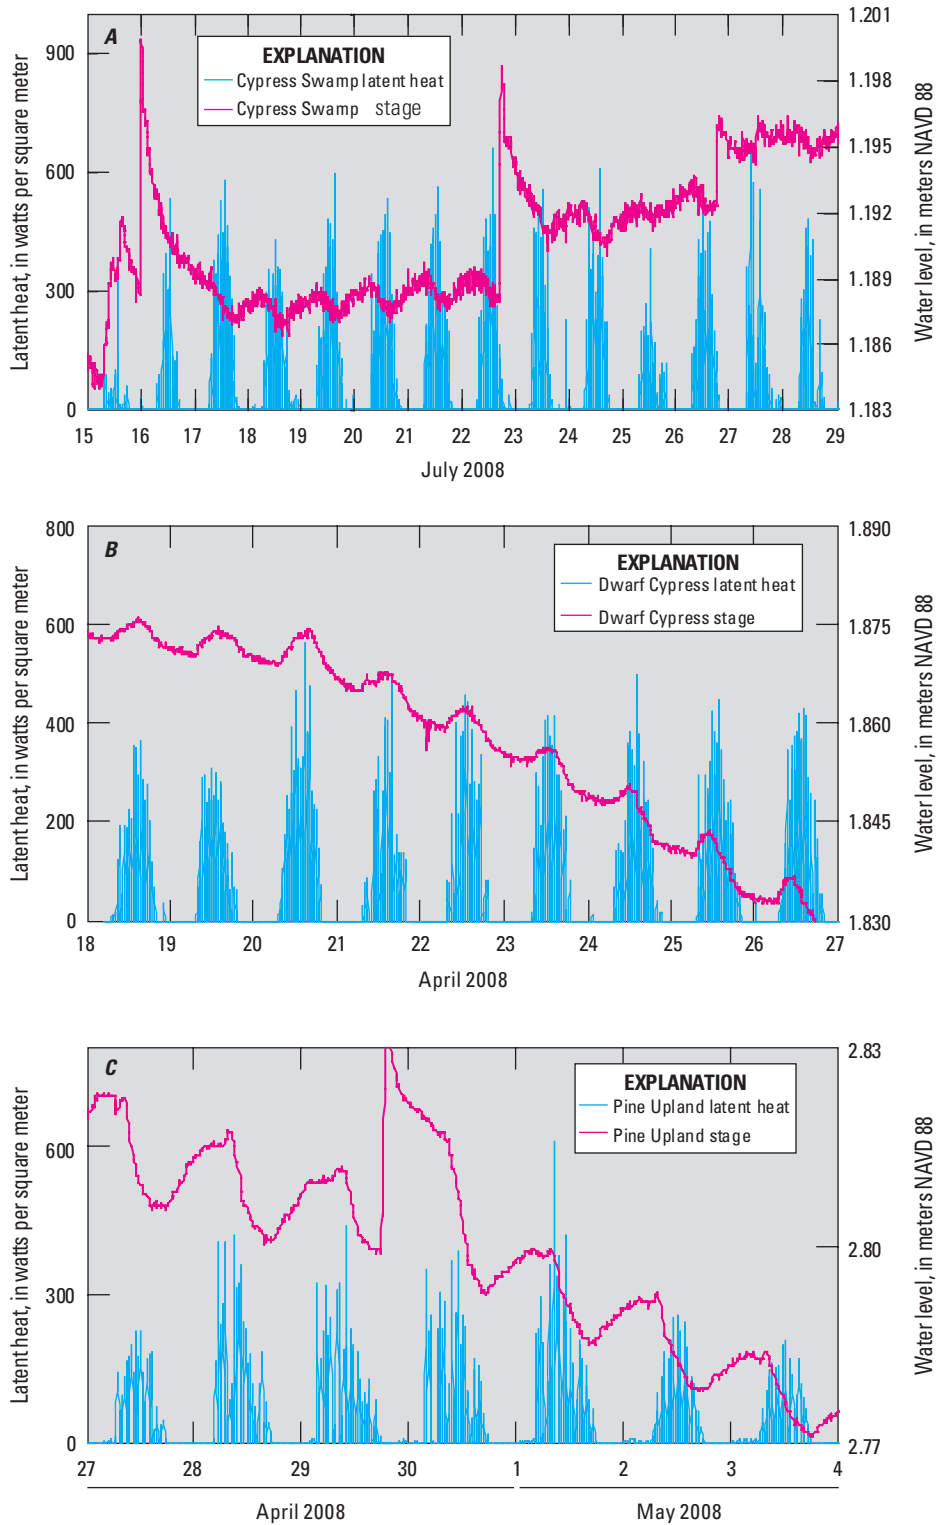 A
EXPLANATION
Cypress Swamp latent heat
Cypress Swamp stage
Latent heat, in watts per square meter
900
600
300
0
1.201
1.198
1.195
1.192
1.189
1.186
1.183
Water level, in meters NAVD 88
15 16 17 18 19 20 21 22 23 24 25 26 27 28 29
July 2008
B
EXPLANATION
Dwarf Cypress latent heat
Dwarf Cypress stage
Latent heat, in watts per square meter
800
600
400
200
0
1.890
1.875
1.860
1.845
1.830
Water level, in meters NAVD 88
18 19 20 21 22 23 24 25 26 27
April 2008
C
EXPLANATION
Pine Upland latent heat
Pine Upland stage
Latent heat, in watts per square meter
600
300
0
2.83
2.80
2.77
Water level, in meters NAVD 88
27 28 29 30 1 2 3 4
April 2008 May 2008